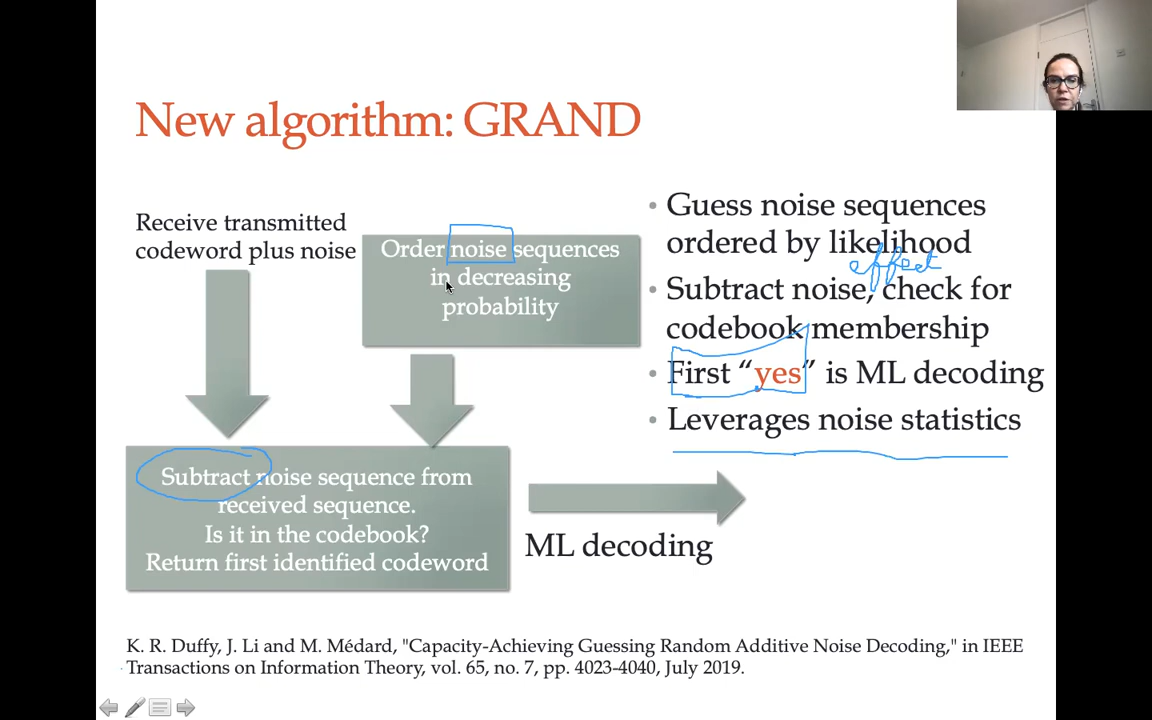 New algorithm: GRAND
Receive transmitted
codeword plus noise
Order noise sequences
in decreasing
probability
Subtract noise sequence from
received sequence.
Is it in the codebook?
Return first identified codeword
ML decoding
• Guess noise sequences
ordered by likelihood
effect
• Subtract noise, check for
codebook membership
• First “yes” is ML decoding
• Leverages noise statistics
K. R. Duffy, J. Li and M. Médard, "Capacity-Achieving Guessing Random Additive Noise Decoding," in IEEE
Transactions on Information Theory, vol. 65, no. 7, pp. 4023-4040, July 2019.